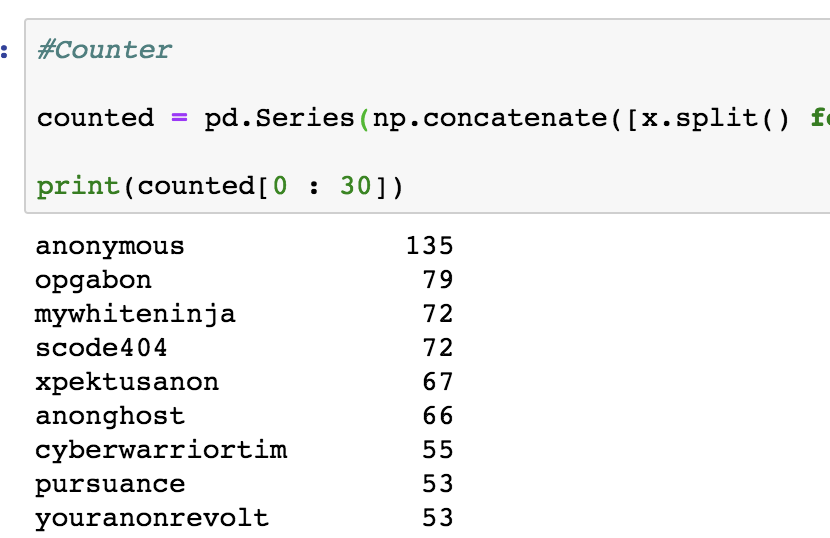 :
#Counter
counted = pd.Series(np.concatenate([x.split() fo
print(counted[0 : 30])
anonymous 135
opgabon 79
mywhiteninja 72
scode404 72
xpektusanon 67
anonghost 66
cyberwarriortim 55
pursuance 53
youranonrevolt 53